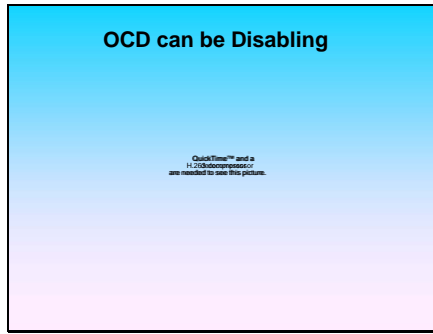 OCD can be Disabling
QuickTime™ and a
are needed to see this picture.